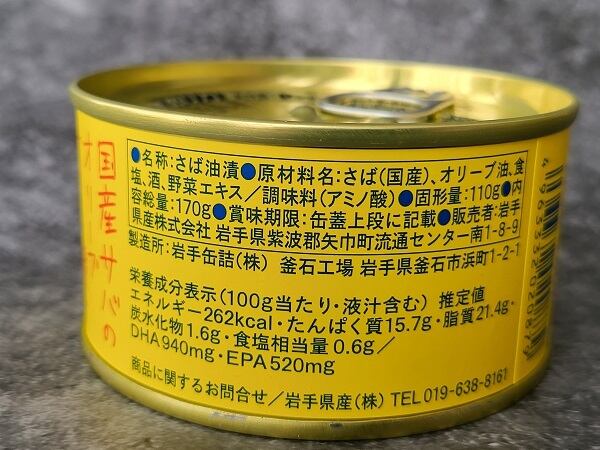 国産サバの
オリーブ
●名称:さば油漬●原材料名:さば(国産)、オリーブ油、食
塩、酒、野菜エキス/調味料(アミノ酸)●固形量:110g●内
容総量:170g●賞味期限:缶蓋上段に記載●販売者:岩手
県産株式会社 岩手県紫波郡矢巾町流通センター南1-8-9
製造所:岩手缶詰(株) 釜石工場 岩手県釜石市浜町1-2-1
栄養成分表示(100g当たり・液汁含む) 推定値
エネルギー262kcal・たんぱく質15.7g・脂質21.4g・
炭水化物1.6g・食塩相当量0.6g/
DHA940mg・EPA520mg
商品に関するお問合せ/岩手県産(株) TEL019-638-8161